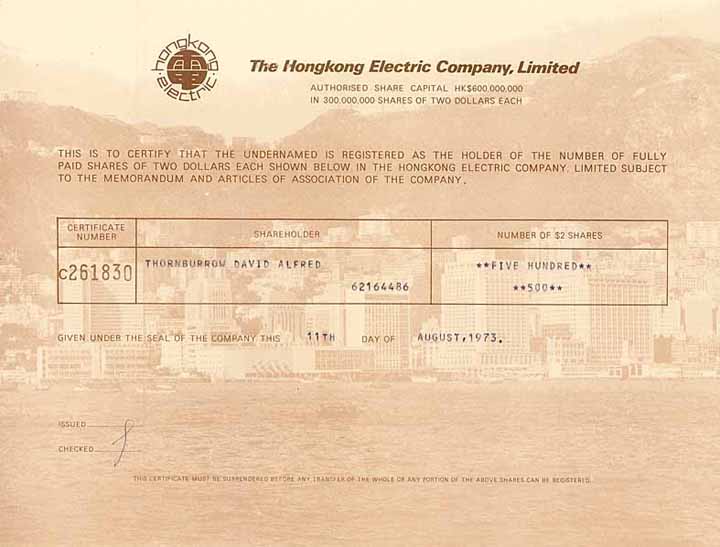 hongkong
electric
The Hongkong Electric Company, Limited
AUTHORISED SHARE CAPITAL HK$600,000,000
IN 300,000,000 SHARES OF TWO DOLLARS EACH
THIS IS TO CERTIFY THAT THE UNDERNAMED IS REGISTERED AS THE HOLDER OF THE NUMBER OF FULLY
PAID SHARES OF TWO DOLLARS EACH SHOWN BELOW IN THE HONGKONG ELECTRIC COMPANY, LIMITED SUBJECT
TO THE MEMORANDUM AND ARTICLES OF ASSOCIATION OF THE COMPANY.
CERTIFICATE NUMBER SHAREHOLDER NUMBER OF $2 SHARES
C261830 THORNBURROW DAVID ALFRED **FIVE HUNDRED**
62164486 **500**
GIVEN UNDER THE SEAL OF THE COMPANY THIS 11TH DAY OF AUGUST,1973.
ISSUED
CHECKED
THIS CERTIFICATE MUST BE SURRENDERED BEFORE ANY TRANSFER OF THE WHOLE OR ANY PORTION OF THE ABOVE SHARES CAN BE REGISTERED.